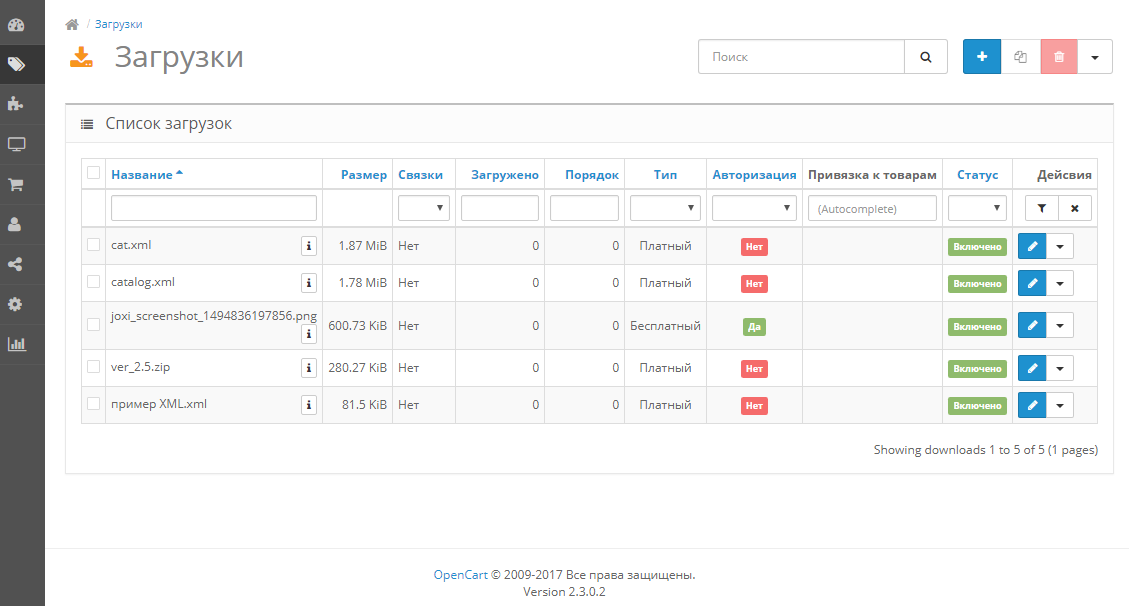 / Загрузки
Загрузки
Поиск
Список загрузок
Название Размер Связки Загружено Порядок Тип Авторизация Привязка к товарам Статус Дейсвия
(Autocomplete)
cat.xml 1.87 MiB Нет 0 0 Платный Нет Включено
catalog.xml 1.78 MiB Нет 0 0 Платный Нет Включено
joxi_screenshot_1494836197856.png 600.73 KiB Нет 0 0 Бесплатный Да Включено
ver_2.5.zip 280.27 KiB Нет 0 0 Платный Нет Включено
пример XML.xml 81.5 KiB Нет 0 0 Платный Нет Включено
Showing downloads 1 to 5 of 5 (1 pages)
OpenCart © 2009-2017 Все права защищены.
Version 2.3.0.2